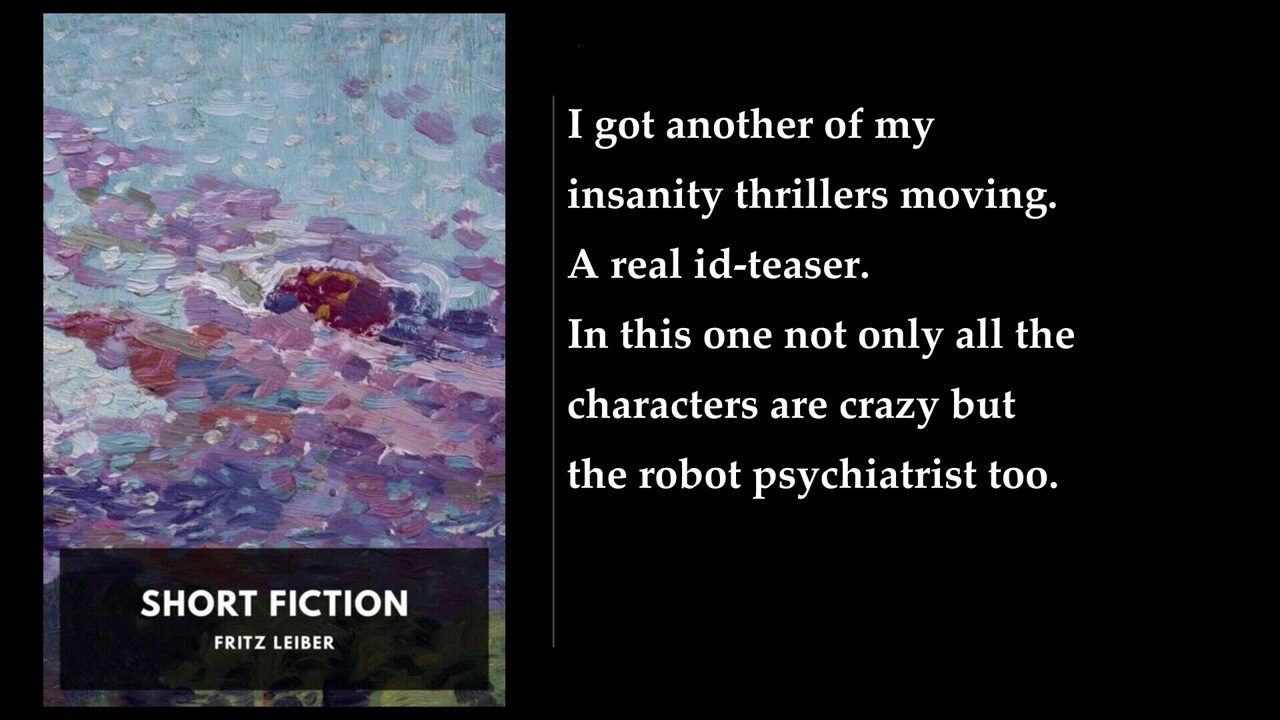 SHORT FICTION
FRITZ LEIBER
I got another of my
insanity thrillers moving.
A real id-teaser.
In this one not only all the
characters are crazy but
the robot psychiatrist too.